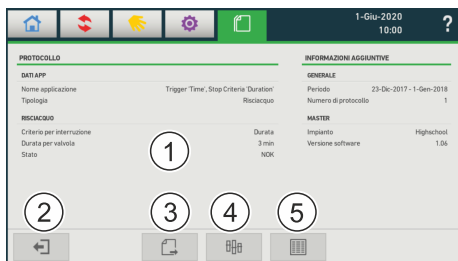 1-Giu-2020
10:00
?
PROTOCOLLO
DATI APP
Nome applicazione Trigger 'Time', Stop Criteria 'Duration'
Tipologia Risciacquo
RISCIACQUO
Criterio per interruzione Durata
Durata per valvola 3 min
Stato NOK
INFORMAZIONI AGGIUNTIVE
GENERALE
Periodo 23-Dic-2017 - 1-Gen-2018
Numero di protocollo 1
MASTER
Impianto Highschool
Versione software 1.06
1
2
3
4
5